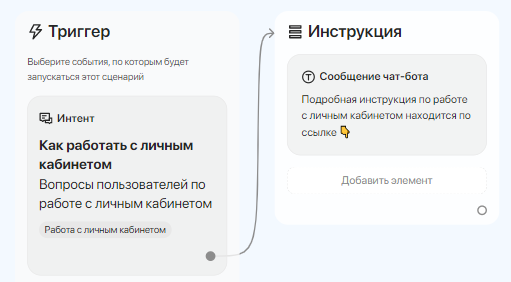 Триггер
Выберите события, по которым будет
запускаться этот сценарий
Интент
Как работать с личным
кабинетом
Вопросы пользователей по
работе с личным кабинетом
Работа с личным кабинетом
Инструкция
Сообщение чат-бота
Подробная инструкция по работе
с личным кабинетом находится по
ссылке 👇
Добавить элемент